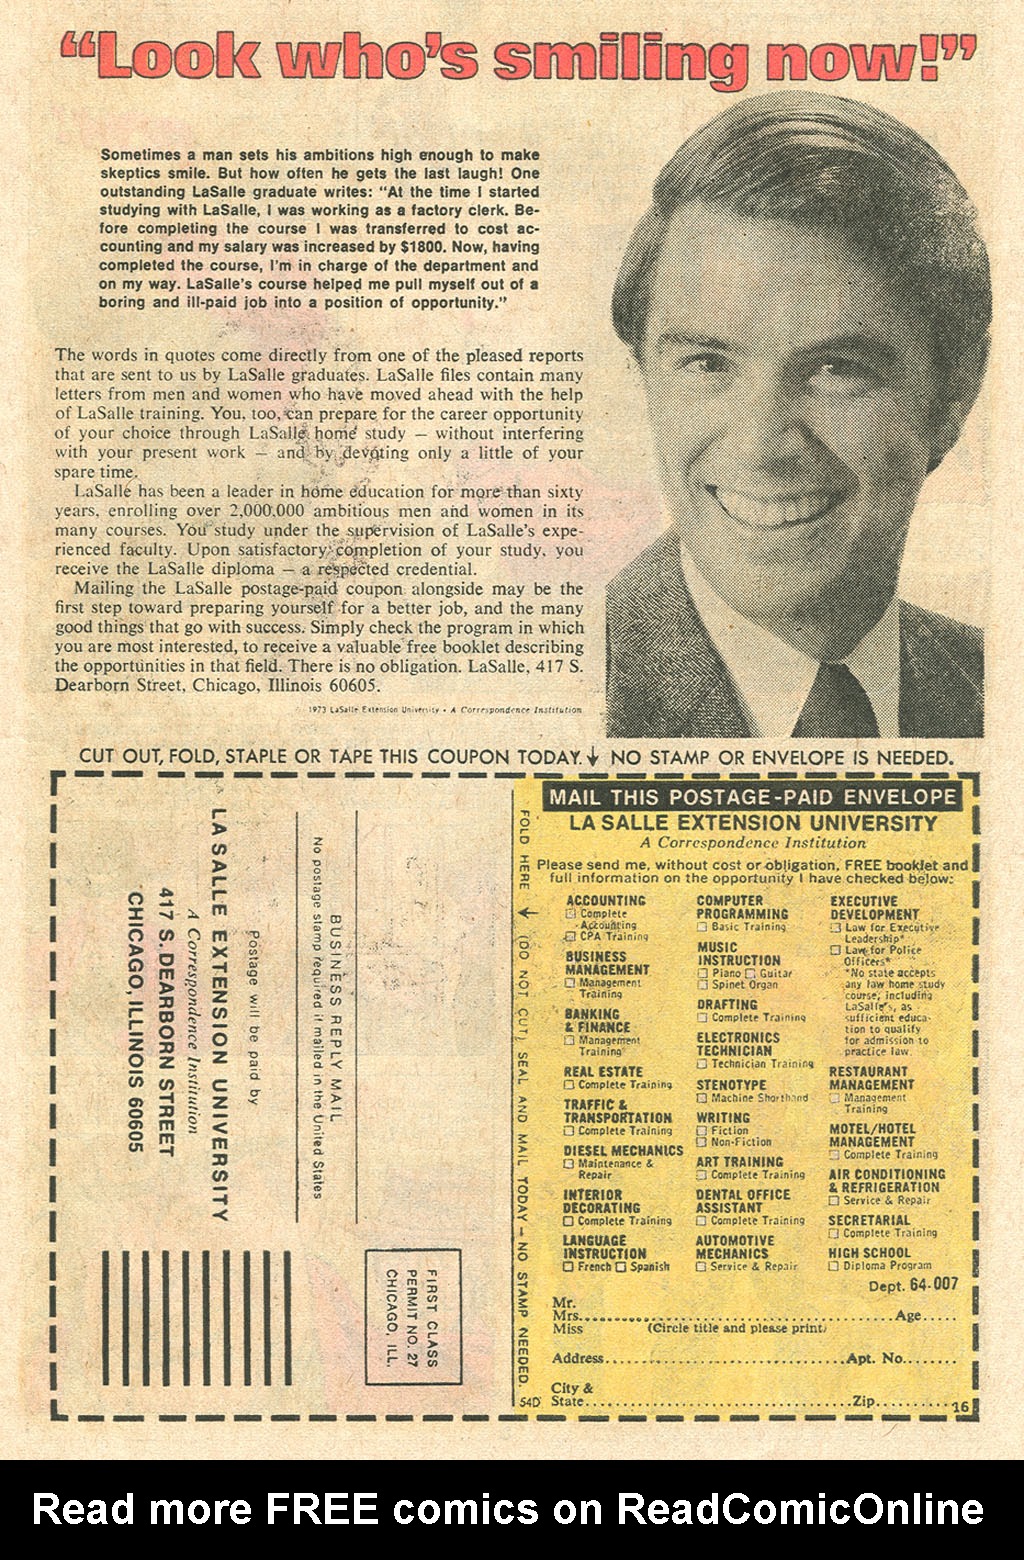 “Look who’s smiling now!”
Sometimes a man sets his ambitions high enough to make
skeptics smile. But how often he gets the last laugh! One
outstanding LaSalle graduate writes: “At the time I started
studying with LaSalle, I was working as a factory clerk. Be-
fore completing the course I was transferred to cost ac-
counting and my salary was increased by $1800. Now, having
completed the course, I’m in charge of the department and
on my way. LaSalle’s course helped me pull myself out of a
boring and ill-paid job into a position of opportunity.”
The words in quotes come directly from one of the pleased reports
that are sent to us by LaSalle graduates. LaSalle files contain many
letters from men and women who have moved ahead with the help
of LaSalle training. You, too, can prepare for the career opportunity
of your choice through LaSalle home study — without interfering
with your present work — and by devoting only a little of your
spare time.
LaSalle has been a leader in home education for more than sixty
years, enrolling over 2,000,000 ambitious men and women in its
many courses. You study under the supervision of LaSalle’s expe-
rienced faculty. Upon satisfactory completion of your study, you
receive the LaSalle diploma — a respected credential.
Mailing the LaSalle postage-paid coupon alongside may be the
first step toward preparing yourself for a better job, and the many
good things that go with success. Simply check the program in which
you are most interested, to receive a valuable free booklet describing
the opportunities in that field. There is no obligation. LaSalle, 417 S.
Dearborn Street, Chicago, Illinois 60605.
1973 LaSalle Extension University • A Correspondence Institution
CUT OUT, FOLD, STAPLE OR TAPE THIS COUPON TODAY. ↓ NO STAMP OR ENVELOPE IS NEEDED.
BUSINESS REPLY MAIL
No postage stamp required if mailed in the United States
Postage will be paid by
LA SALLE EXTENSION UNIVERSITY
A Correspondence Institution
417 S. DEARBORN STREET
CHICAGO, ILLINOIS 60605
FIRST CLASS
PERMIT NO. 27
CHICAGO, ILL.
FOLD HERE ← (DO NOT CUT) SEAL AND MAIL TODAY — NO STAMP NEEDED.
54D
MAIL THIS POSTAGE-PAID ENVELOPE
LA SALLE EXTENSION UNIVERSITY
A Correspondence Institution
Please send me, without cost or obligation, FREE booklet and
full information on the opportunity I have checked below:
ACCOUNTING
☐ Complete
Accounting
☐ CPA Training
BUSINESS
MANAGEMENT
☐ Management
Training
BANKING
& FINANCE
☐ Management
Training
REAL ESTATE
☐ Complete Training
TRAFFIC &
TRANSPORTATION
☐ Complete Training
DIESEL MECHANICS
☐ Maintenance &
Repair
INTERIOR
DECORATING
☐ Complete Training
LANGUAGE
INSTRUCTION
☐ French ☐ Spanish
COMPUTER
PROGRAMMING
☐ Basic Training
MUSIC
INSTRUCTION
☐ Piano ☐ Guitar
☐ Spinet Organ
DRAFTING
☐ Complete Training
ELECTRONICS
TECHNICIAN
☐ Technician Training
STENOTYPE
☐ Machine Shorthand
WRITING
☐ Fiction
☐ Non-Fiction
ART TRAINING
☐ Complete Training
DENTAL OFFICE
ASSISTANT
☐ Complete Training
AUTOMOTIVE
MECHANICS
☐ Service & Repair
EXECUTIVE
DEVELOPMENT
☐ Law for Executive
Leadership*
☐ Law for Police
Officers*
*No state accepts
any law home study
course, including
LaSalle’s, as
sufficient educa-
tion to qualify
for admission to
practice law.
RESTAURANT
MANAGEMENT
☐ Management
Training
MOTEL/HOTEL
MANAGEMENT
☐ Complete Training
AIR CONDITIONING
& REFRIGERATION
☐ Service & Repair
SECRETARIAL
☐ Complete Training
HIGH SCHOOL
☐ Diploma Program
Dept. 64-007
Mr.
Mrs. Age
Miss (Circle title and please print)
Address Apt. No.
City &
State Zip 16
Read more FREE comics on ReadComicOnline